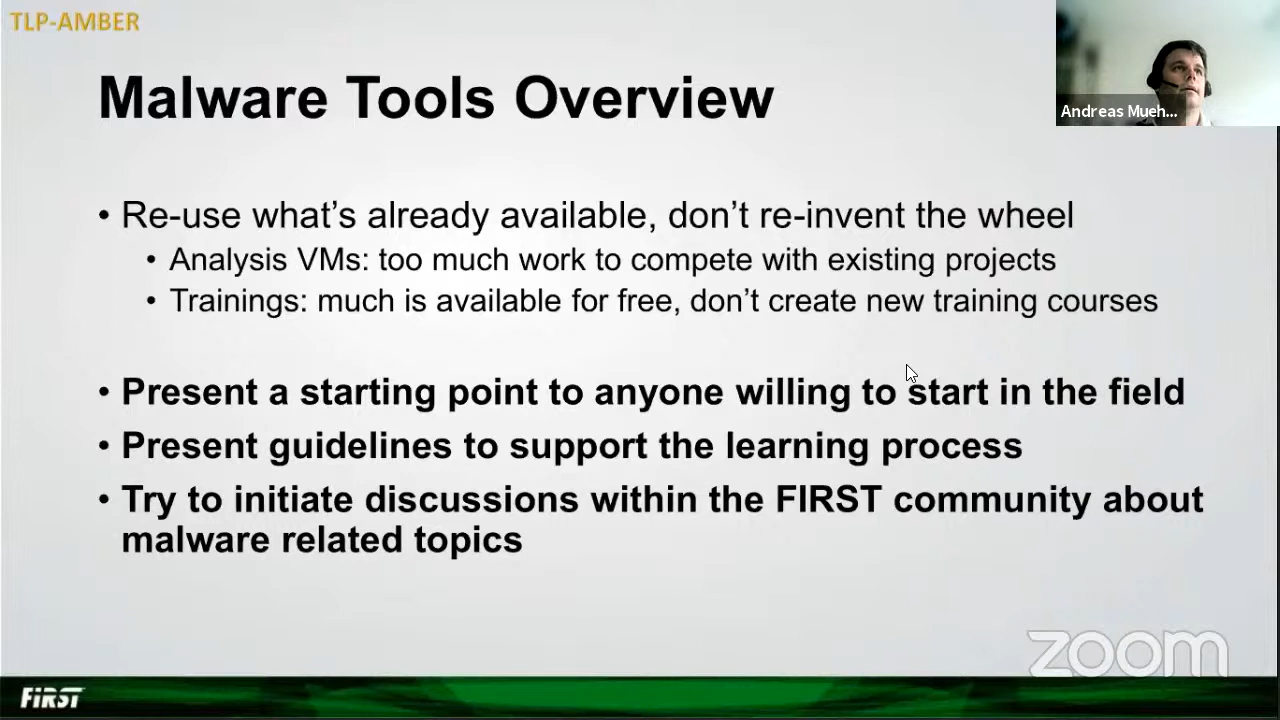 TLP-AMBER
Malware Tools Overview
Andreas Mueh...
• Re-use what’s already available, don’t re-invent the wheel
• Analysis VMs: too much work to compete with existing projects
• Trainings: much is available for free, don’t create new training courses
• Present a starting point to anyone willing to start in the field
• Present guidelines to support the learning process
• Try to initiate discussions within the FIRST community about
malware related topics
zoom
FiRST